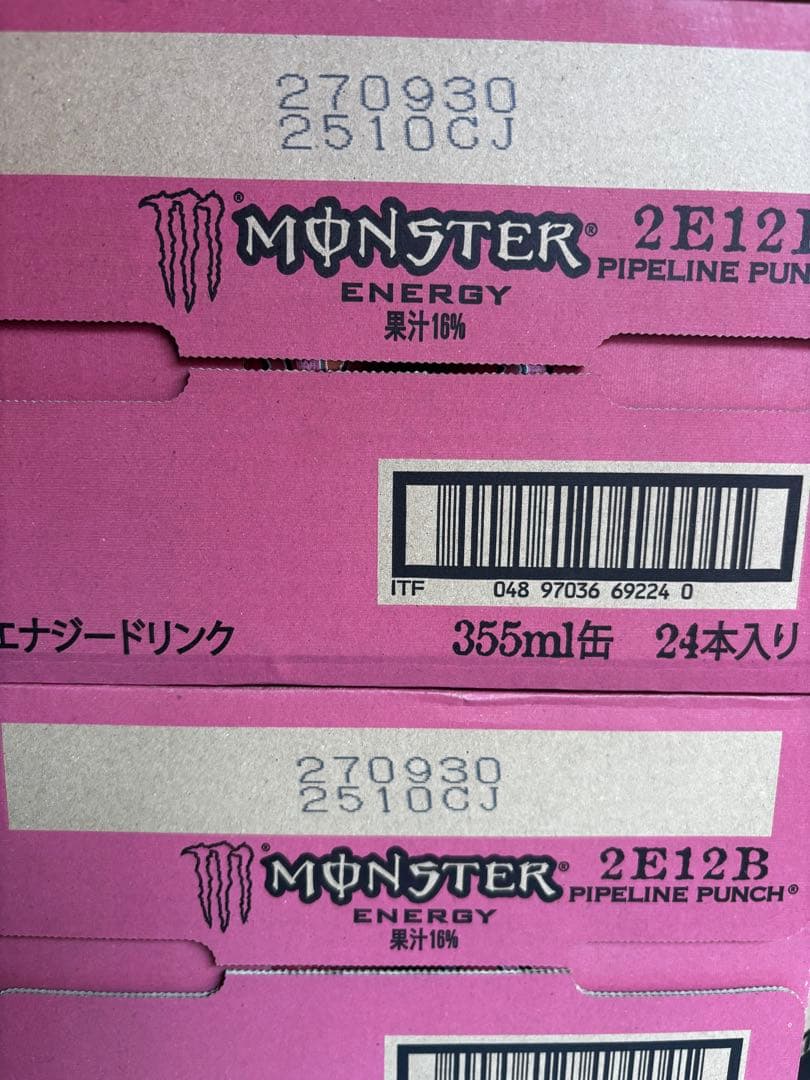 270930
2510CJ
MONSTER® 2E12B
ENERGY PIPELINE PUN
果汁16%
ITF 048 97036 69224 0
エナジードリンク 355ml缶 24本入り
270930
2510CJ
MONSTER® 2E12B
ENERGY PIPELINE PUNCH®
果汁16%